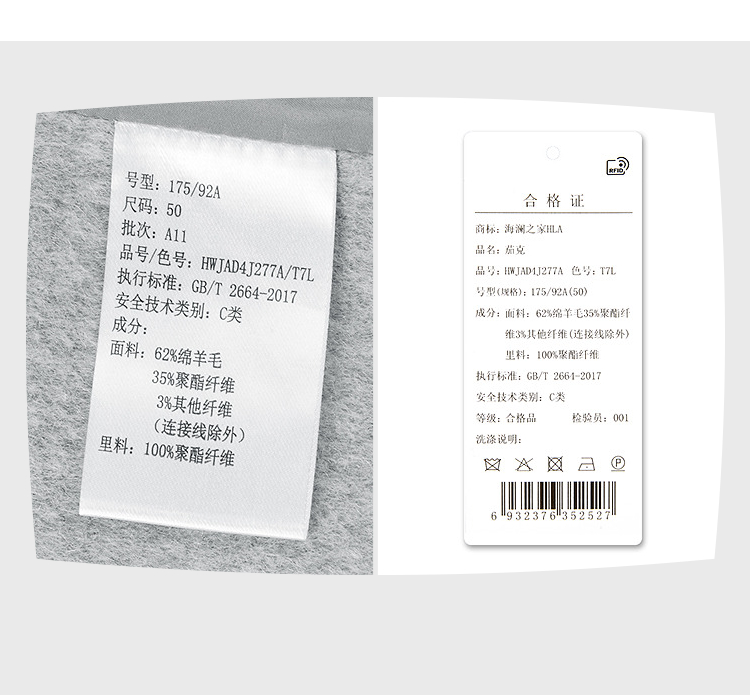 号型：175/92A
尺码：50
批次：A11
品号/色号：HWJAD4J277A/T7L
执行标准：GB/T 2664-2017
安全技术类别：C类
成分：
面料：62%绵羊毛
35%聚酯纤维
3%其他纤维
(连接线除外)
里料：100%聚酯纤维
RFID
合格证
商标：海澜之家HLA
品名：茄克
品号：HWJAD4J277A 色号：T7L
号型(规格)：175/92A(50)
成分：面料：62%绵羊毛35%聚酯纤
维3%其他纤维(连接线除外)
里料：100%聚酯纤维
执行标准：GB/T 2664-2017
安全技术类别：C类
等级：合格品 检验员：001
洗涤说明：
P
6 932376 352527